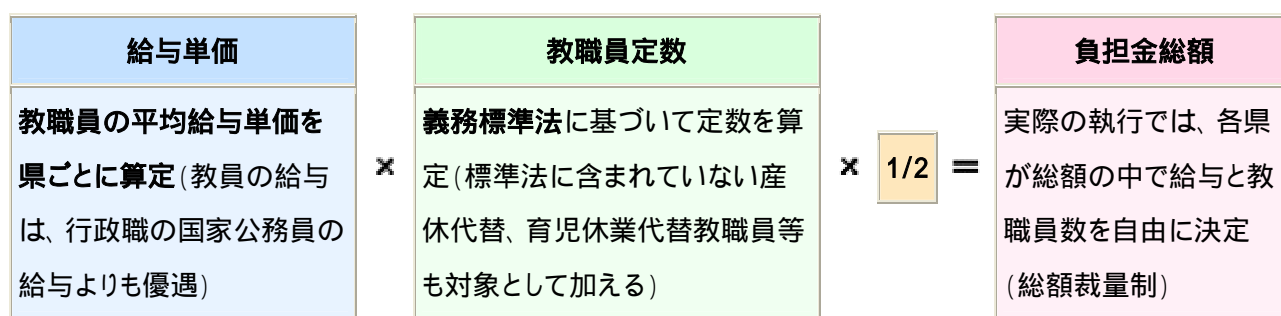 給与単価
教職員の平均給与単価を
県ごとに算定(教員の給与
は、行政職の国家公務員の
給与よりも優遇)
×
教職員定数
義務標準法に基づいて定数を算
定(標準法に含まれていない産
休代替、育児休業代替教職員等
も対象として加える)
×
1/2
=
負担金総額
実際の執行では、各県
が総額の中で給与と教
職員数を自由に決定
(総額裁量制)